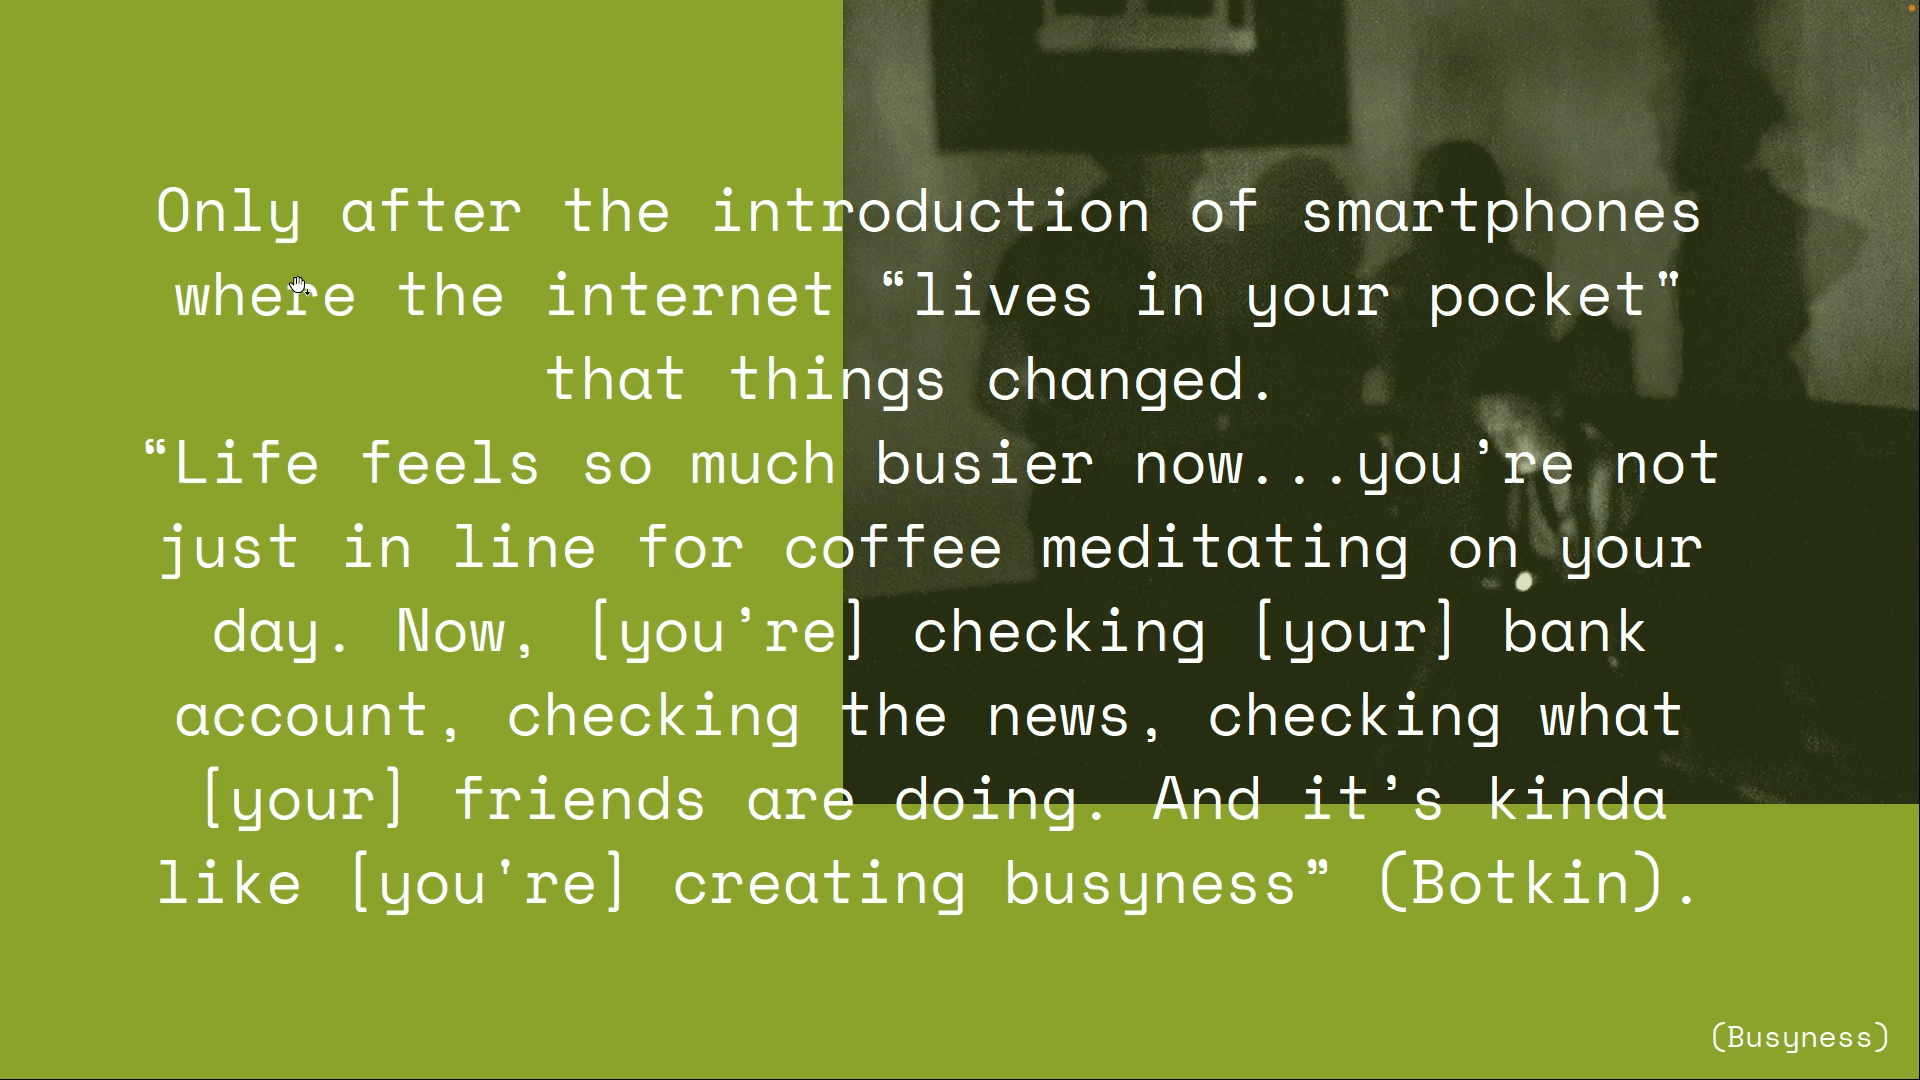 Only after the introduction of smartphones
where the internet “lives in your pocket"
that things changed.
“Life feels so much busier now...you’re not
just in line for coffee meditating on your
day. Now, [you’re] checking [your] bank
account, checking the news, checking what
[your] friends are doing. And it’s kinda
like [you're] creating busyness” (Botkin).
(Busyness)